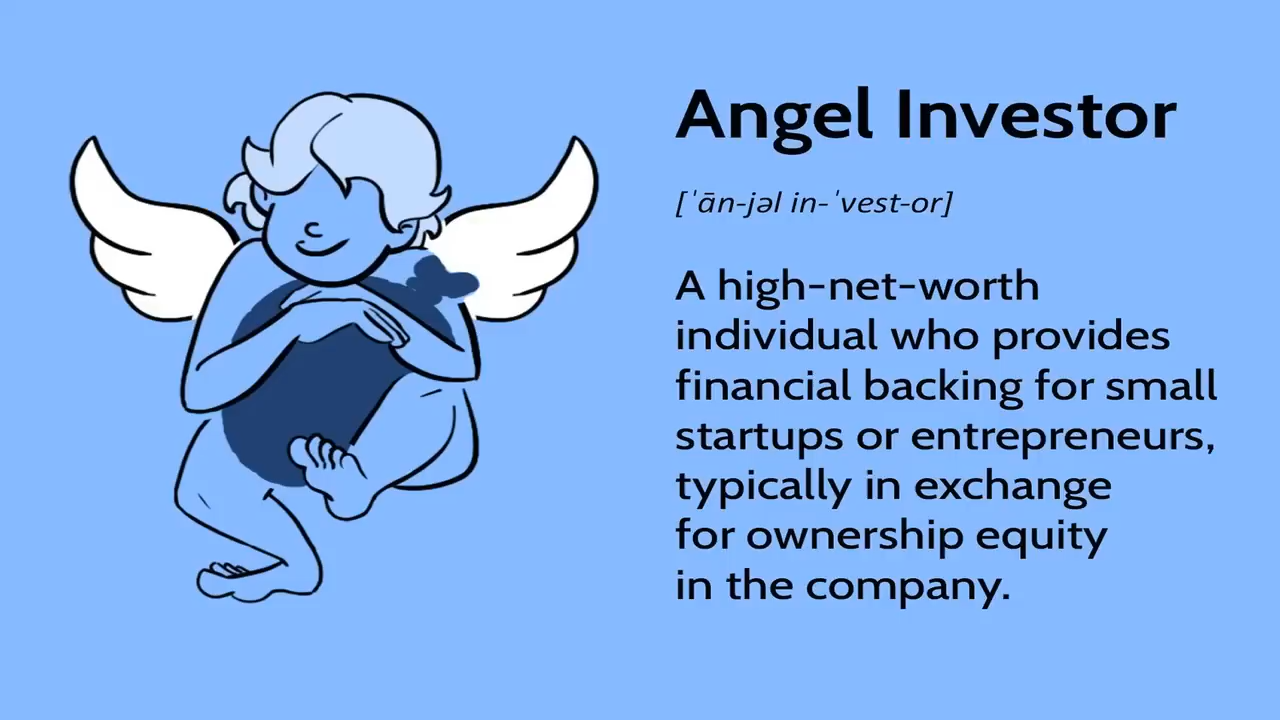 Angel Investor
[ˈān-jəl in-ˈvest-or]
A high-net-worth
individual who provides
financial backing for small
startups or entrepreneurs,
typically in exchange
for ownership equity
in the company.